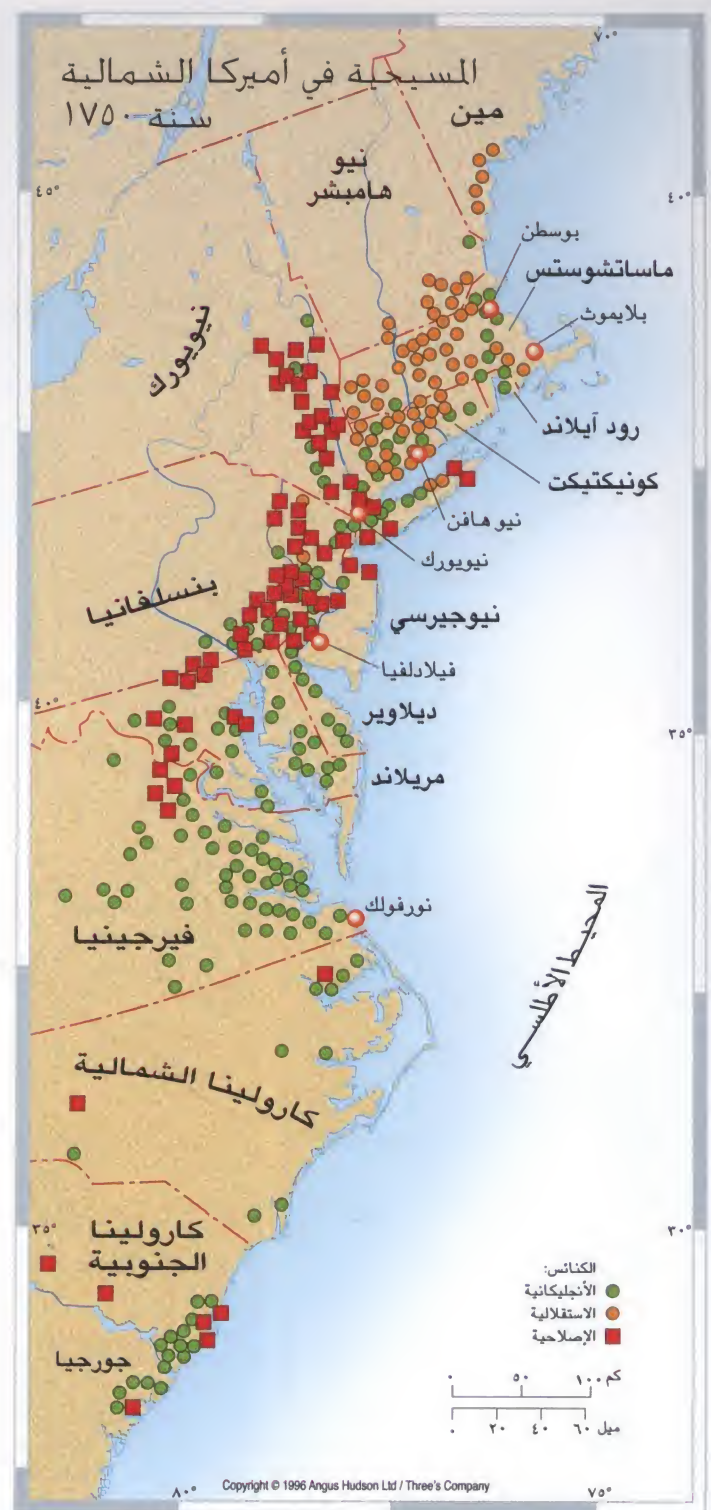 المسيحية في أميركا الشمالية
سنة ١٧٥٠
٧٠°
مين
نيو
هامبشر
٤٥°
٤٠°
بوسطن
ماساتشوستس
بلايموث
نيويورك
رود آيلاند
كونيكتيكت
نيو هافن
نيويورك
بنسلفانيا
نيوجيرسي
فيلادلفيا
٤٠°
ديلاوير
٣٥°
مريلاند
نورفولك
فيرجينيا
المحيط الأطلسي
كارولينا الشمالية
٣٥°
٣٠°
كارولينا
الجنوبية
جورجيا
الكنائس:
الأنجليكانية
الاستقلالية
الإصلاحية
كم ١٠٠ ٥٠ ٠
ميل ٦٠ ٤٠ ٢٠ ٠
٨٠°
Copyright © 1996 Angus Hudson Ltd / Three's Company
٧٥°